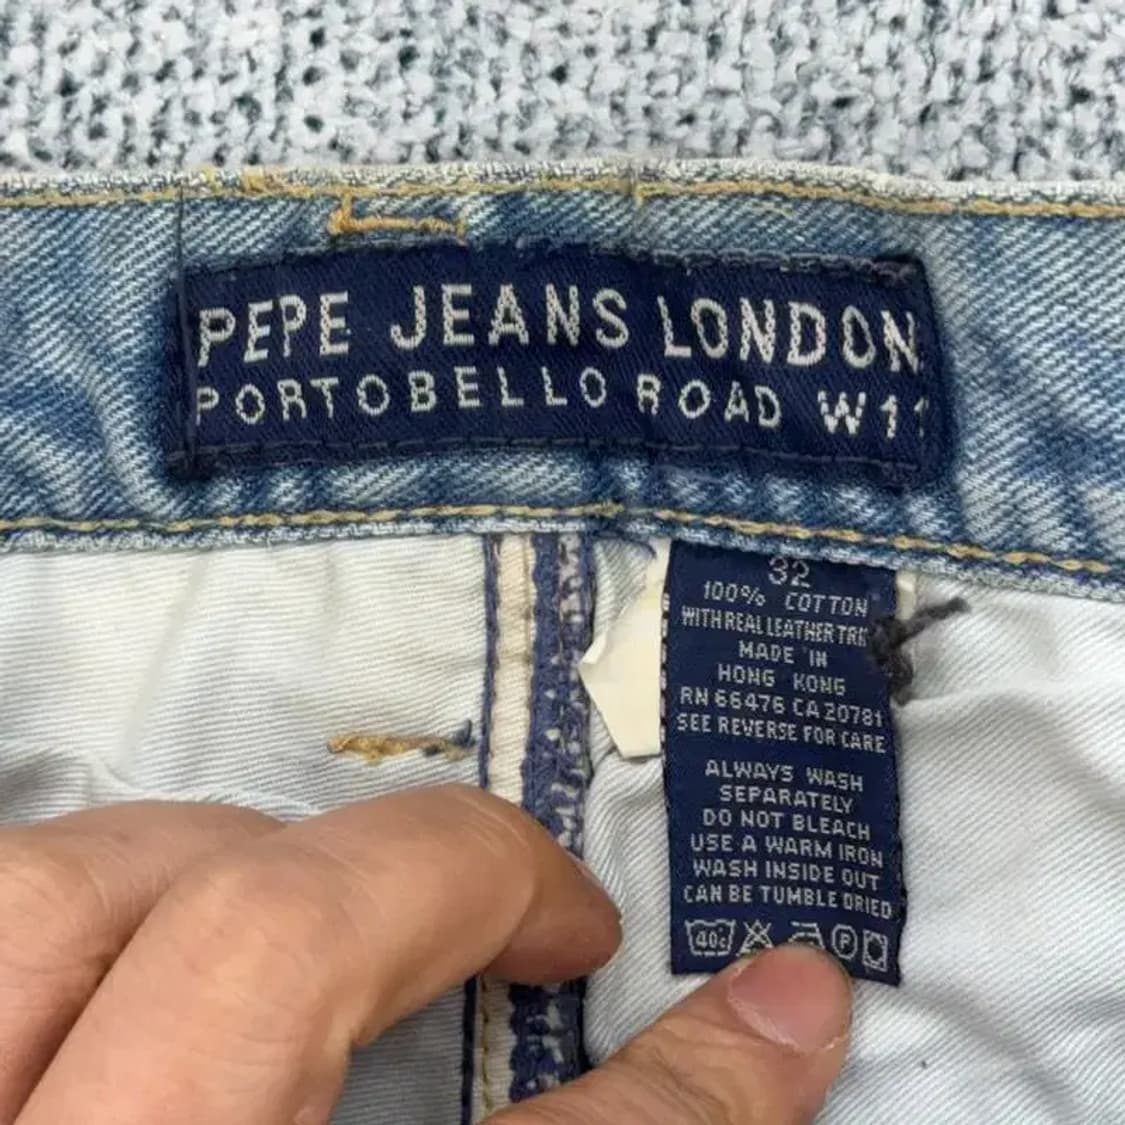 PEPE JEANS LONDON
PORTOBELLO ROAD W11
32
100% COTTON
WITH REAL LEATHER TRK
MADE IN
HONG KONG
RN 66476 CA 20781
SEE REVERSE FOR CARE
ALWAYS WASH
SEPARATELY
DO NOT BLEACH
USE A WARM IRON
WASH INSIDE OUT
CAN BE TUMBLE DRIED
40c P